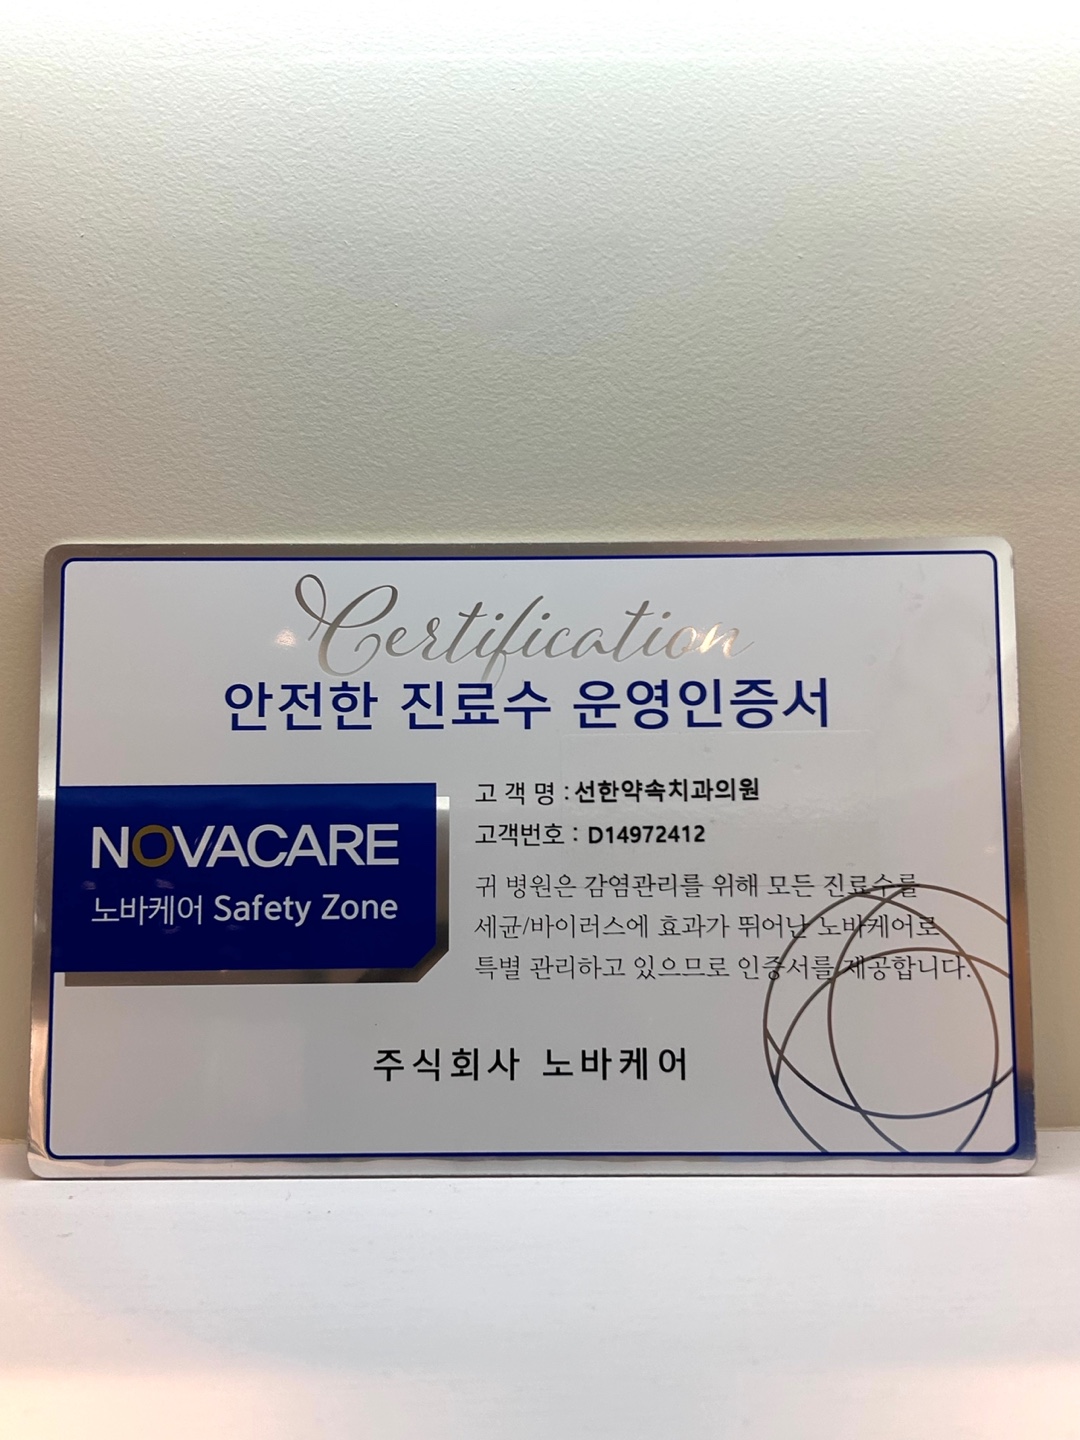 Certification
안전한 진료수 운영인증서
NOVACARE
노바케어 Safety Zone
고 객 명 : 선한약속치과의원
고객번호 : D14972412
귀 병원은 감염관리를 위해 모든 진료수를
세균/바이러스에 효과가 뛰어난 노바케어로
특별 관리하고 있으므로 인증서를 제공합니다.
주식회사 노바케어